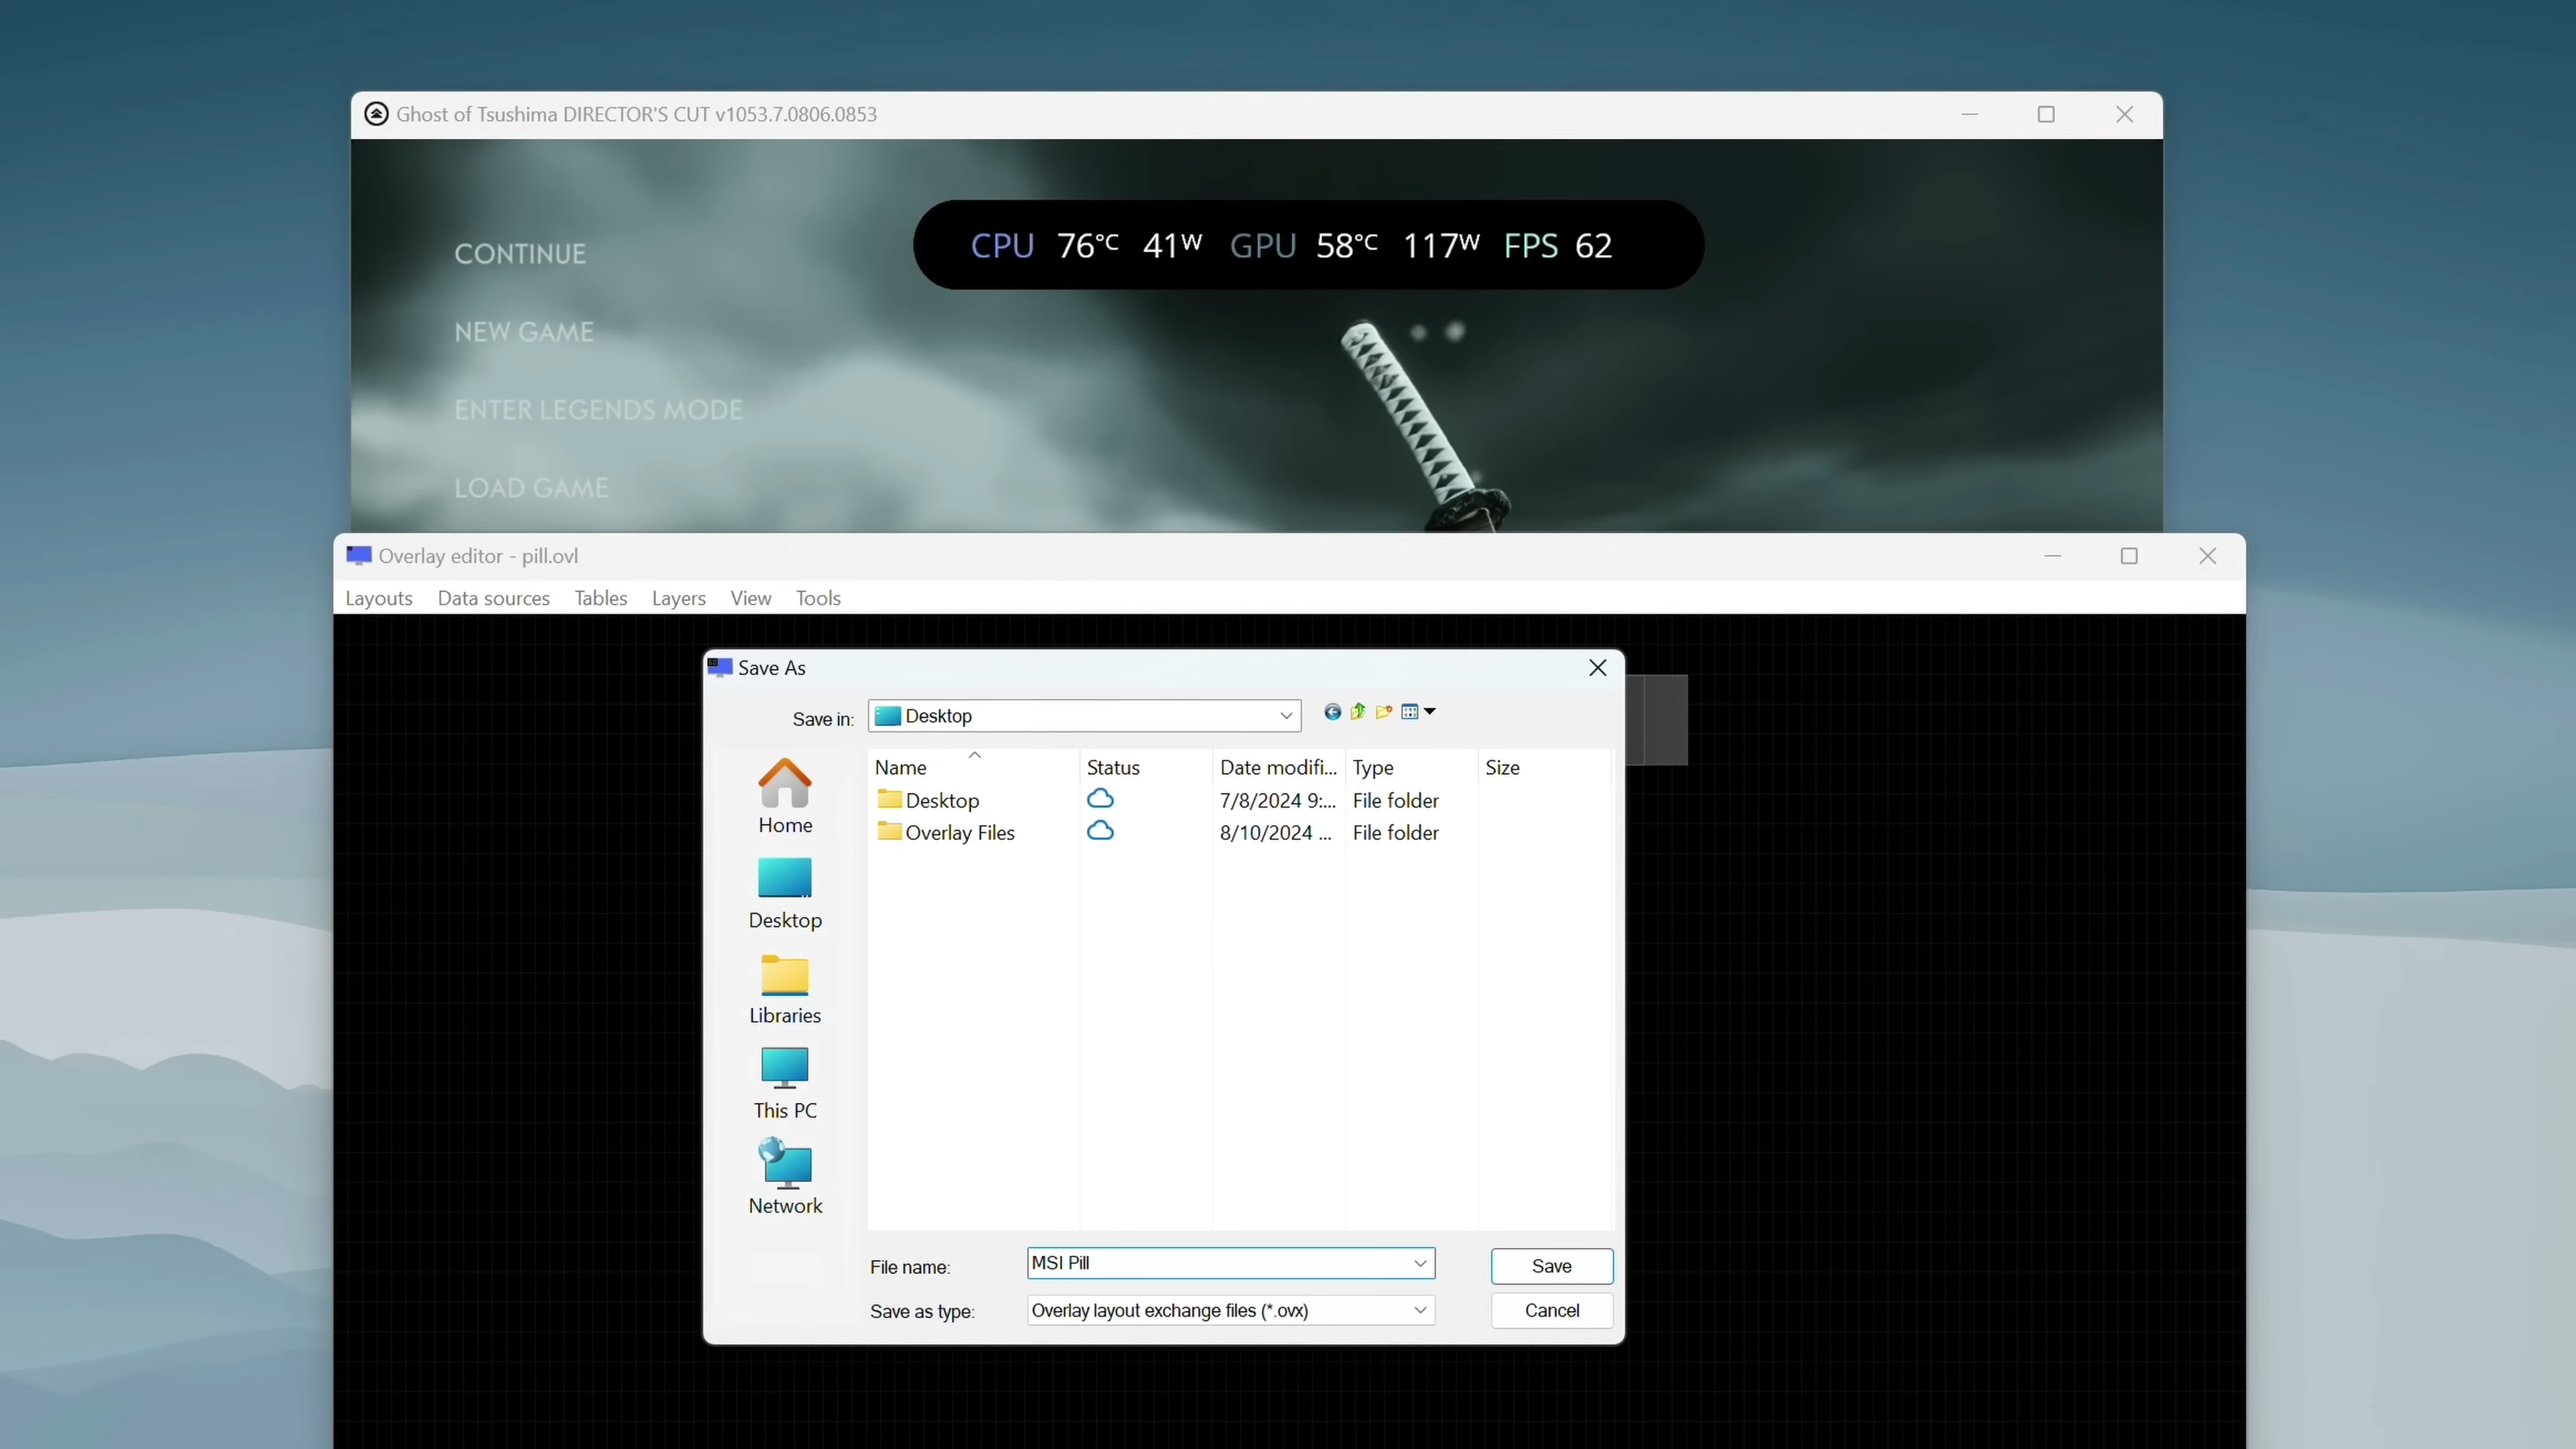 Ghost of Tsushima DIRECTOR'S CUT v1053.7.0806.0853
CPU 76°C 41W GPU 58°C 117W FPS 62
CONTINUE
NEW GAME
ENTER LEGENDS MODE
LOAD GAME
Overlay editor - pill.ovl
Layouts Data sources Tables Layers View Tools
Save As
Save in: Desktop
Name Status Date modifi... Type Size
Desktop 7/8/2024 9:... File folder
Overlay Files 8/10/2024 ... File folder
Home
Desktop
Libraries
This PC
Network
File name: MSI Pill Save
Save as type: Overlay layout exchange files (*.ovx) Cancel